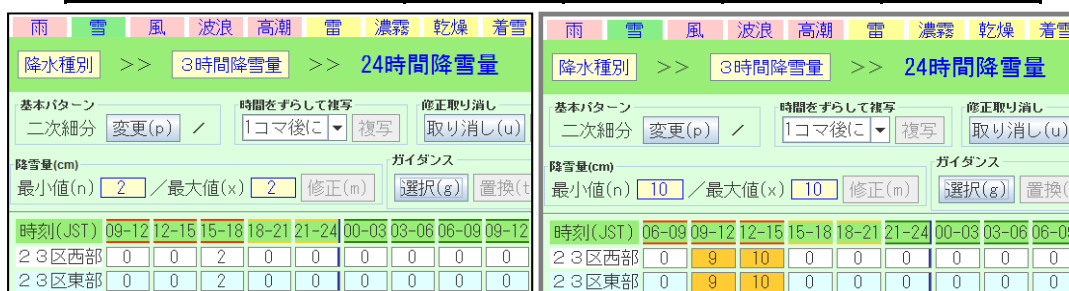 雨 雪 風 波浪 高潮 雷 濃霧 乾燥 着雪
降水種別 >> 3時間降雪量 >> 24時間降雪量
基本パターン 時間をずらして複写 修正取り消し
二次細分 変更(p) / 1コマ後に 複写 取り消し(u)
降雪量(cm) ガイダンス
最小値(n) 2 /最大値(x) 2 修正(m) 選択(g) 置換(t
時刻(JST) 09-12 12-15 15-18 18-21 21-24 00-03 03-06 06-09 09-12
23区西部 0 0 2 0 0 0 0 0 0
23区東部 0 0 2 0 0 0 0 0 0
雨 雪 風 波浪 高潮 雷 濃霧 乾燥 着雪
降水種別 >> 3時間降雪量 >> 24時間降雪量
基本パターン 時間をずらして複写 修正取り消し
二次細分 変更(p) / 1コマ後に 複写 取り消し(u)
降雪量(cm) ガイダンス
最小値(n) 10 /最大値(x) 10 修正(m) 選択(g) 置換(
時刻(JST) 06-09 09-12 12-15 15-18 18-21 21-24 00-03 03-06 06-09
23区西部 0 9 10 0 0 0 0 0 0
23区東部 0 9 10 0 0 0 0 0 0